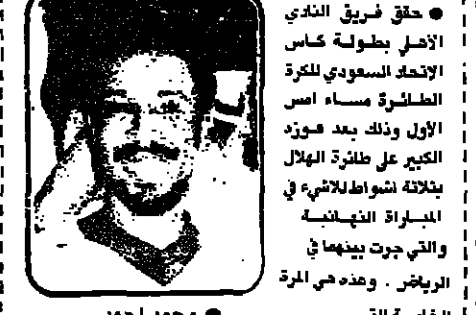 ● حقق فريق النادي
الأهلي بطولة كاس
الإتحاد السعودي للكرة
الطائرة مساء امس
الأول وذلك بعد فوزه
الكبير على طائرة الهلال
بثلاثة اشواط للاشيء في
المباراة النهائية
والتي جرت بينهما في
الرياض . وهذه هي المرة